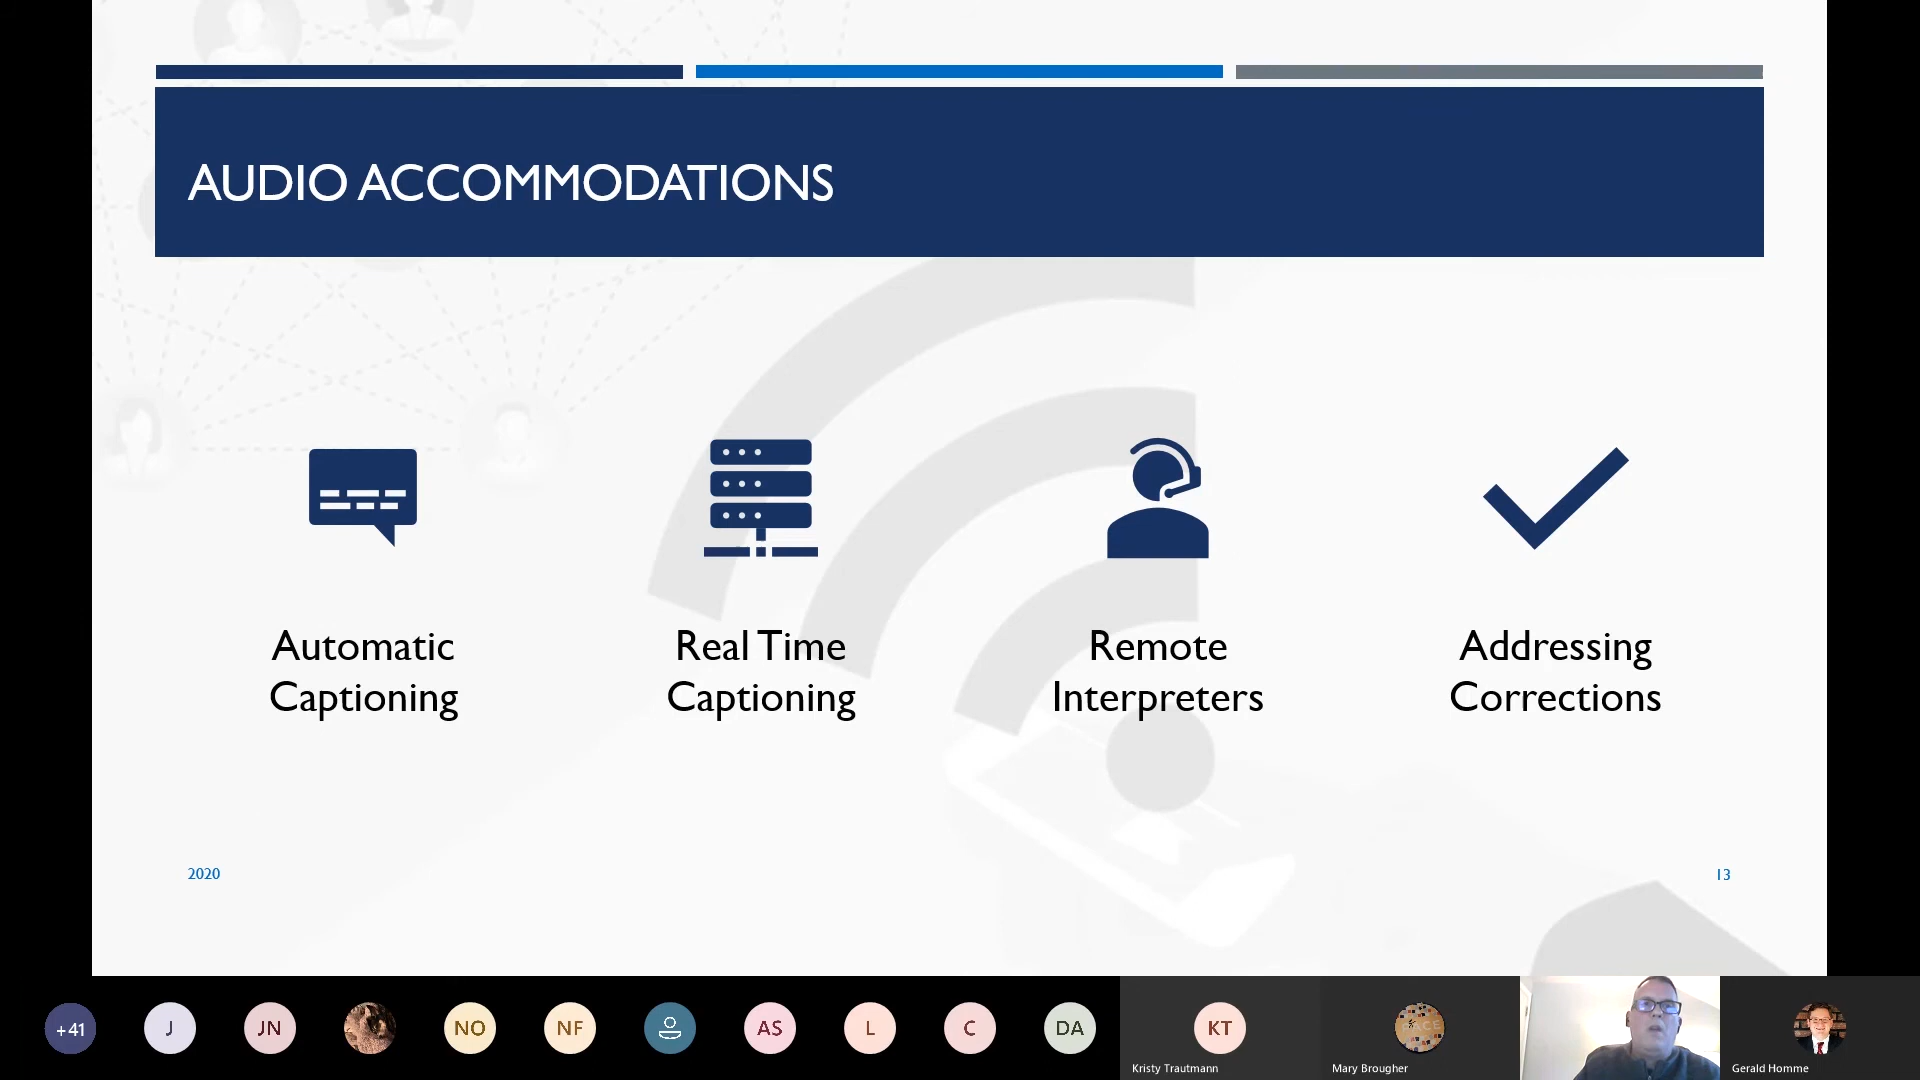 AUDIO ACCOMMODATIONS
Automatic
Captioning
Real Time
Captioning
Remote
Interpreters
Addressing
Corrections
2020
13
+41
J
JN
NO
NF
AS
L
C
DA
KT
PACE
Kristy Trautmann
Mary Brougher
Gerald Homme